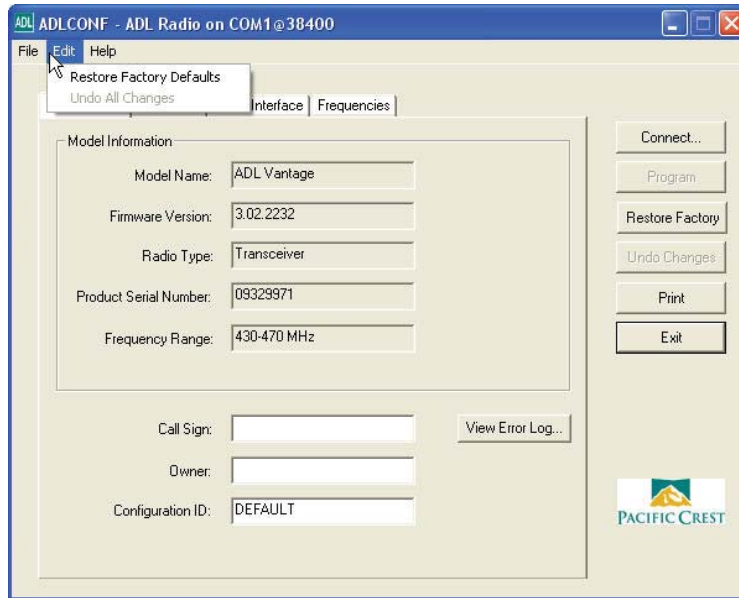 ADL ADLCONF - ADL Radio on COM1@38400
File Edit Help
Restore Factory Defaults
Undo All Changes
Interface Frequencies
Model Information
Model Name: ADL Vantage
Firmware Version: 3.02.2232
Radio Type: Transceiver
Product Serial Number: 09329971
Frequency Range: 430-470 MHz
Call Sign:
View Error Log...
Owner:
Configuration ID: DEFAULT
Connect...
Program
Restore Factory
Undo Changes
Print
Exit
PACIFIC CREST